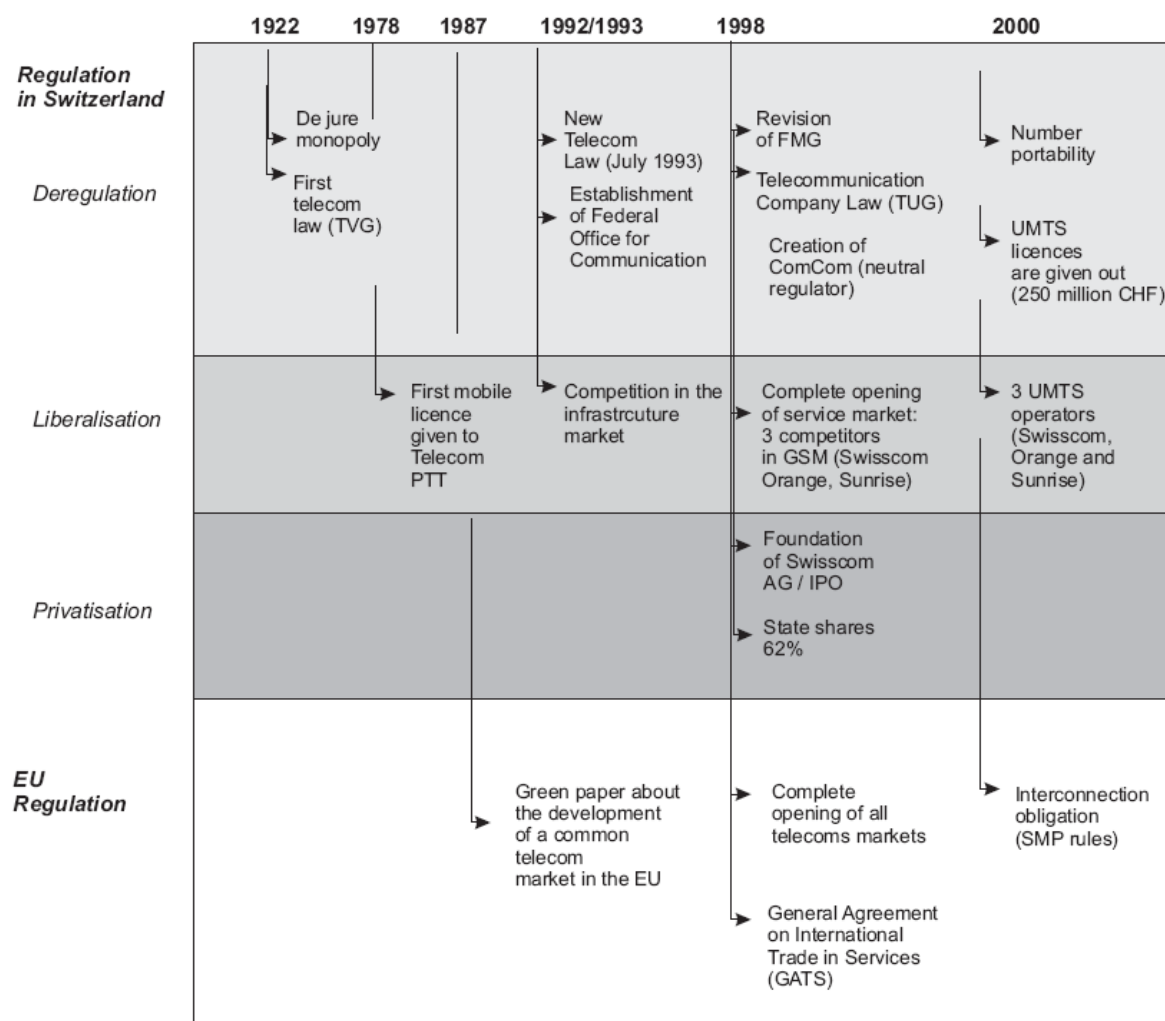 1922 1978 1987 1992/1993 1998 2000
Regulation
in Switzerland
Deregulation
De jure
monopoly
First
telecom
law (TVG)
New
Telecom
Law (July 1993)
Establishment
of Federal
Office for
Communication
Revision
of FMG
Telecommunication
Company Law (TUG)
Creation of
ComCom (neutral
regulator)
Number
portability
UMTS
licences
are given out
(250 million CHF)
Liberalisation
First mobile
licence
given to
Telecom
PTT
Competition in the
infrastrcuture
market
Complete opening
of service market:
3 competitors
in GSM (Swisscom
Orange, Sunrise)
3 UMTS
operators
(Swisscom,
Orange and
Sunrise)
Privatisation
Foundation
of Swisscom
AG / IPO
State shares
62%
EU
Regulation
Green paper about
the development
of a common
telecom
market in the EU
Complete
opening of all
telecoms markets
General Agreement
on International
Trade in Services
(GATS)
Interconnection
obligation
(SMP rules)